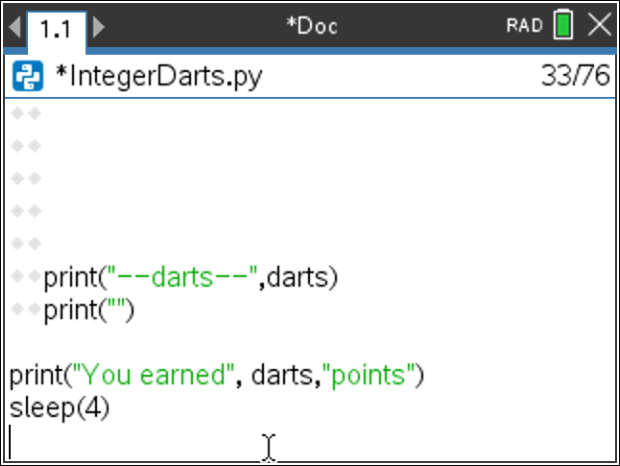 1.1 *Doc RAD
*IntegerDarts.py 33/76
print("--darts--",darts)
print("")
print("You earned", darts,"points")
sleep(4)